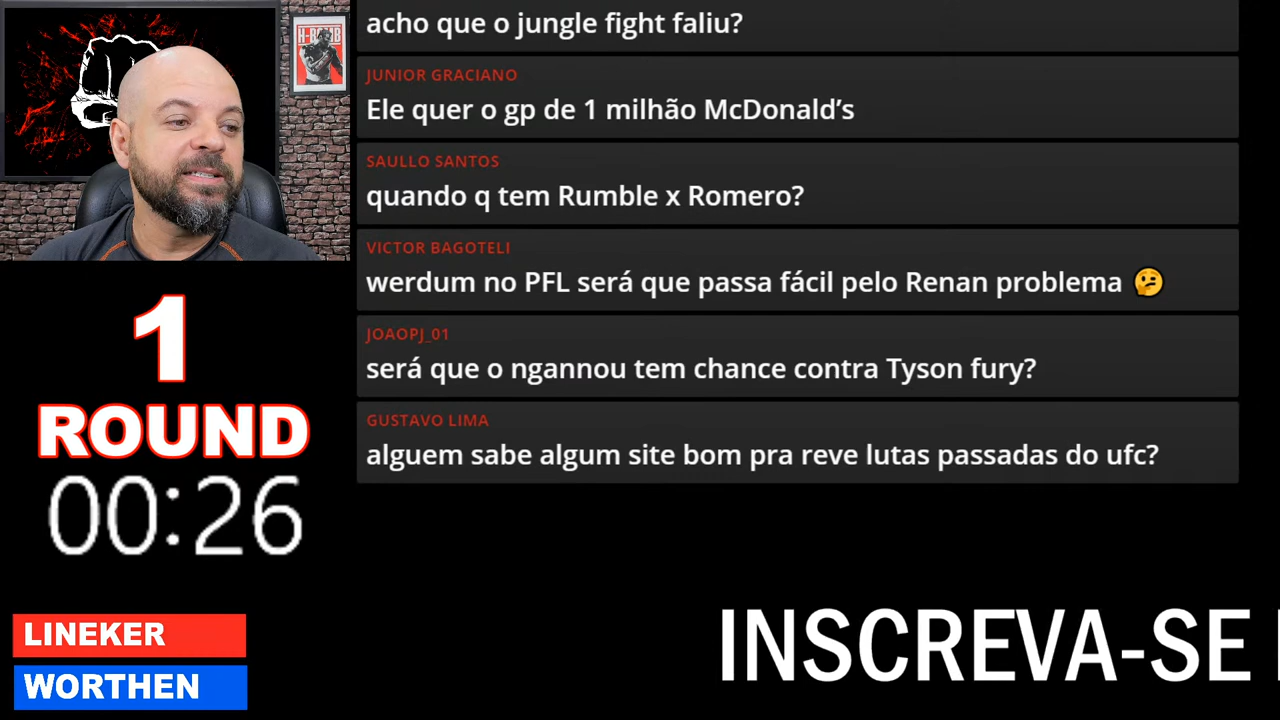 acho que o jungle fight faliu?
H-BOMB
JUNIOR GRACIANO
Ele quer o gp de 1 milhão McDonald’s
SAULLO SANTOS
quando q tem Rumble x Romero?
VICTOR BAGOTELI
werdum no PFL será que passa fácil pelo Renan problema 🤔
JOAOPJ_01
será que o ngannou tem chance contra Tyson fury?
GUSTAVO LIMA
alguem sabe algum site bom pra reve lutas passadas do ufc?
1
ROUND
00:26
LINEKER
WORTHEN
INSCREVA-SE